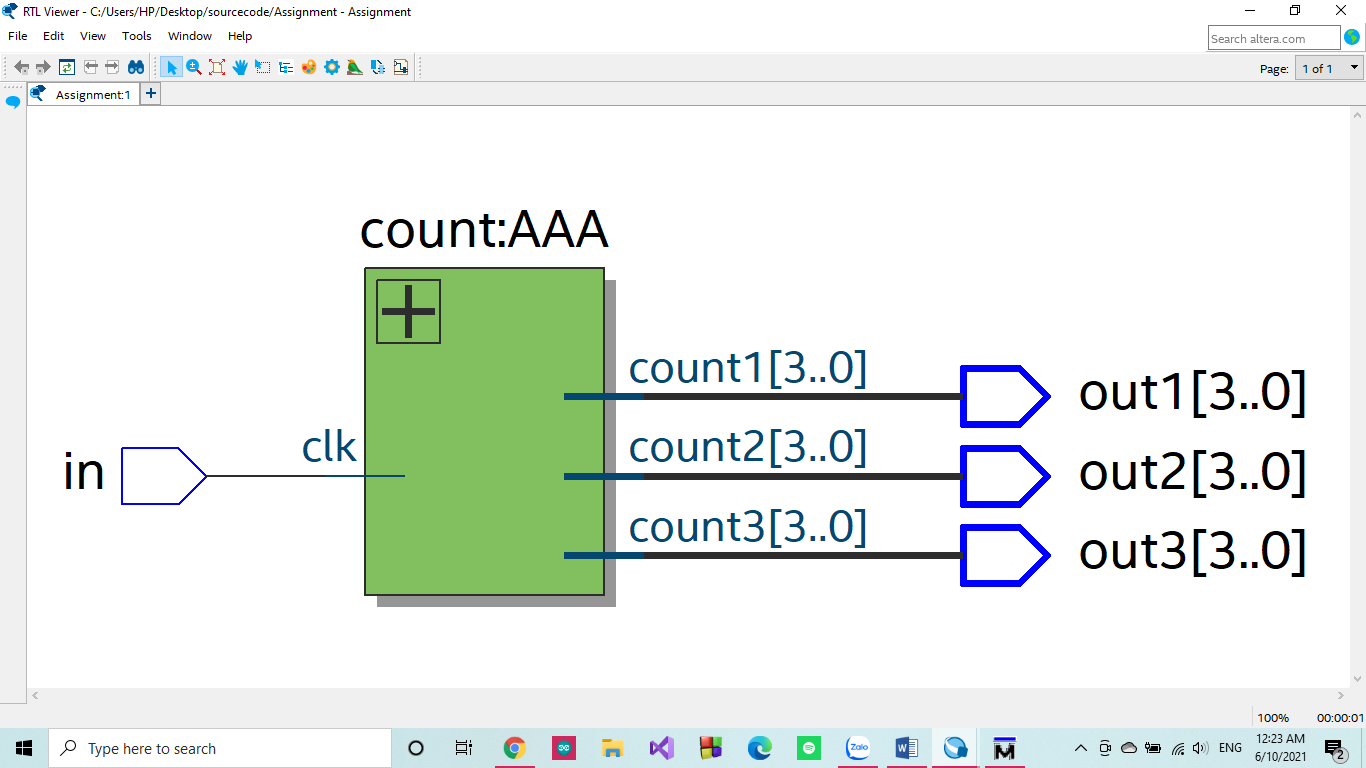 RTL Viewer - C:/Users/HP/Desktop/sourcecode/Assignment - Assignment
File Edit View Tools Window Help
Search altera.com
Page: 1 of 1
Assignment:1
count:AAA
count1[3..0]
out1[3..0]
in
clk
count2[3..0]
out2[3..0]
count3[3..0]
out3[3..0]
100% 00:00:01
Type here to search
Zalo
ENG
12:23 AM
6/10/2021
2